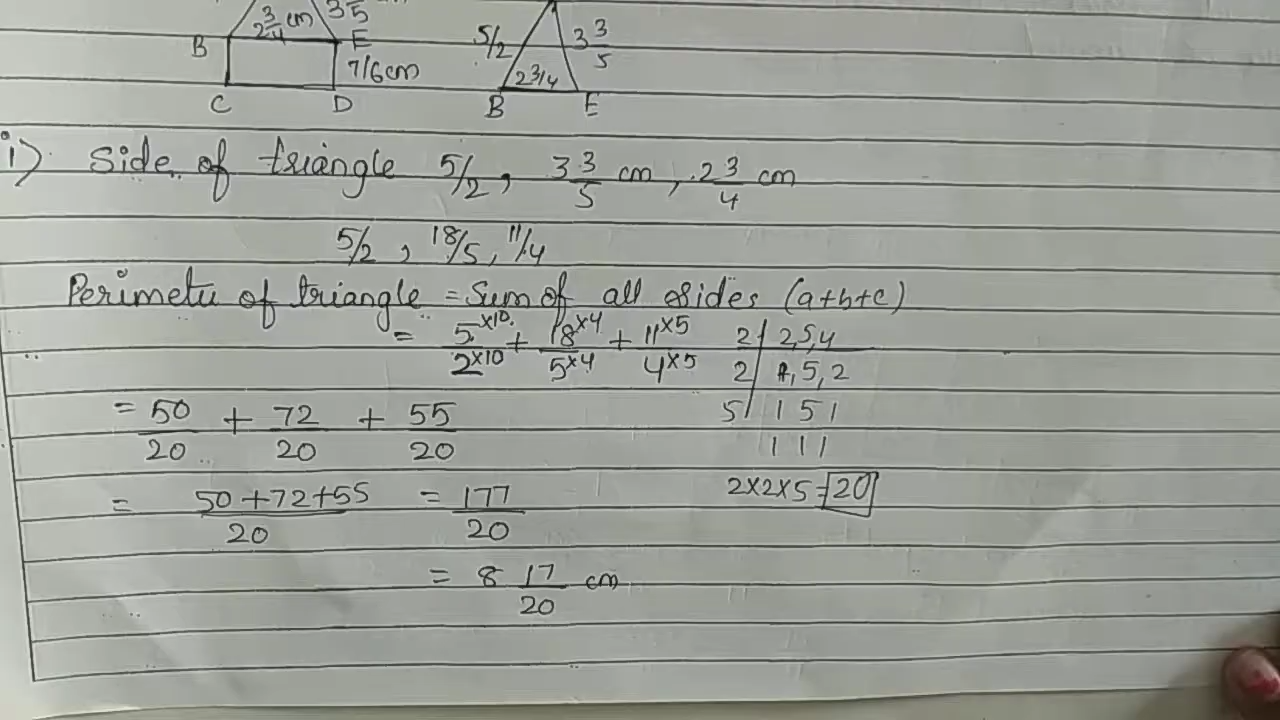 2 3/4 cm 3 3/5
B E 5/2 3 3/5
7/6cm 2 3/4
C D B E
i) Side of triangle 5/2, 3 3/5 cm, 2 3/4 cm
5/2, 18/5, 11/4
Perimeter of triangle = Sum of all sides (a+b+c)
= 5×10/2×10 + 18×4/5×4 + 11×5/4×5 2 | 2,5,4
2 | 1,5,2
= 50/20 + 72/20 + 55/20 5 | 1 5 1
1 1 1
= 50+72+55/20 = 177/20 2×2×5=20
= 8 17/20 cm